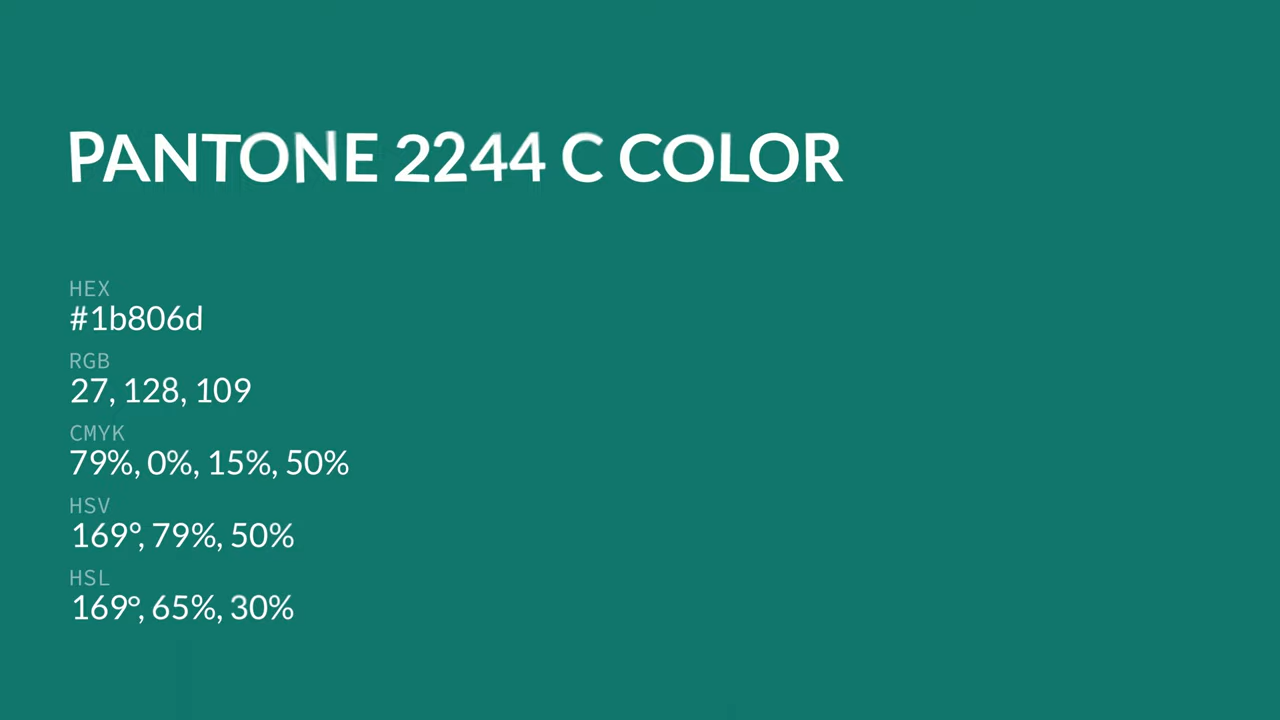 PANTONE 2244 C COLOR
HEX
#1b806d
RGB
27, 128, 109
CMYK
79%, 0%, 15%, 50%
HSV
169°, 79%, 50%
HSL
169°, 65%, 30%